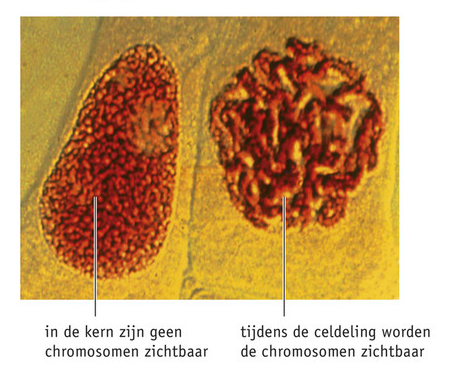 in de kern zijn geen
chromosomen zichtbaar
tijdens de celdeling worden
de chromosomen zichtbaar